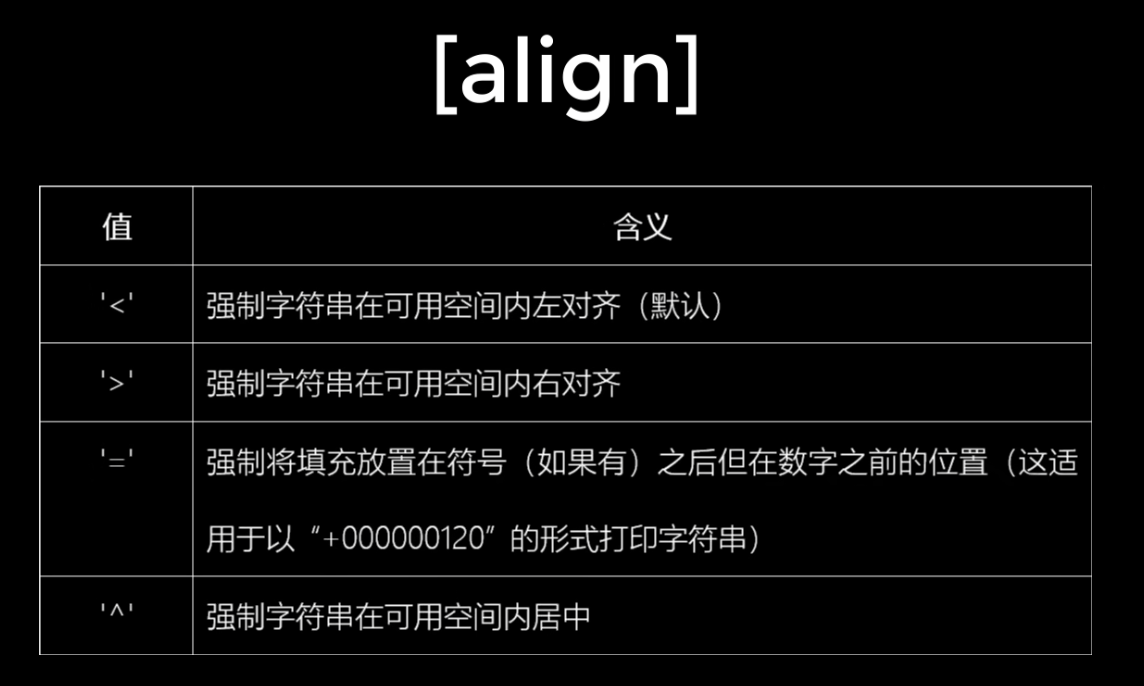 [align]
值 含义
'<' 强制字符串在可用空间内左对齐（默认）
'>' 强制字符串在可用空间内右对齐
'=' 强制将填充放置在符号（如果有）之后但在数字之前的位置（这适
用于以“+000000120”的形式打印字符串）
'^' 强制字符串在可用空间内居中